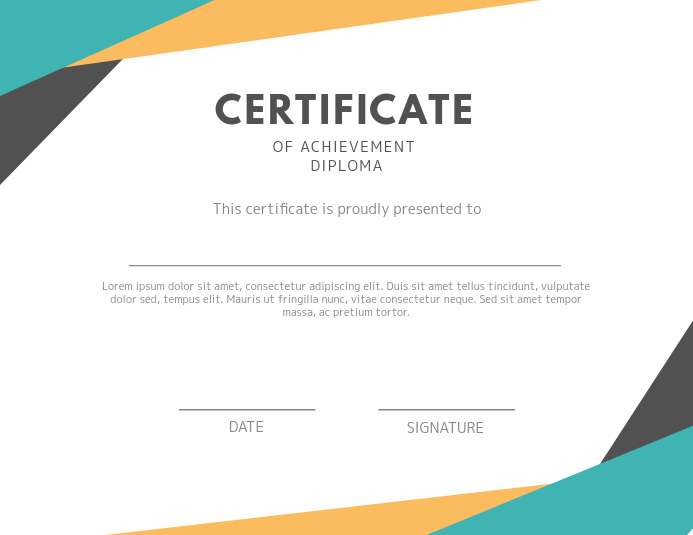 CERTIFICATE
OF ACHIEVEMENT
DIPLOMA
This certificate is proudly presented to
Lorem ipsum dolor sit amet, consectetur adipiscing elit. Duis sit amet tellus tincidunt, vulputate
dolor sed, tempus elit. Mauris ut fringilla nunc, vitae consectetur neque. Sed sit amet tempor
massa, ac pretium tortor.
DATE
SIGNATURE